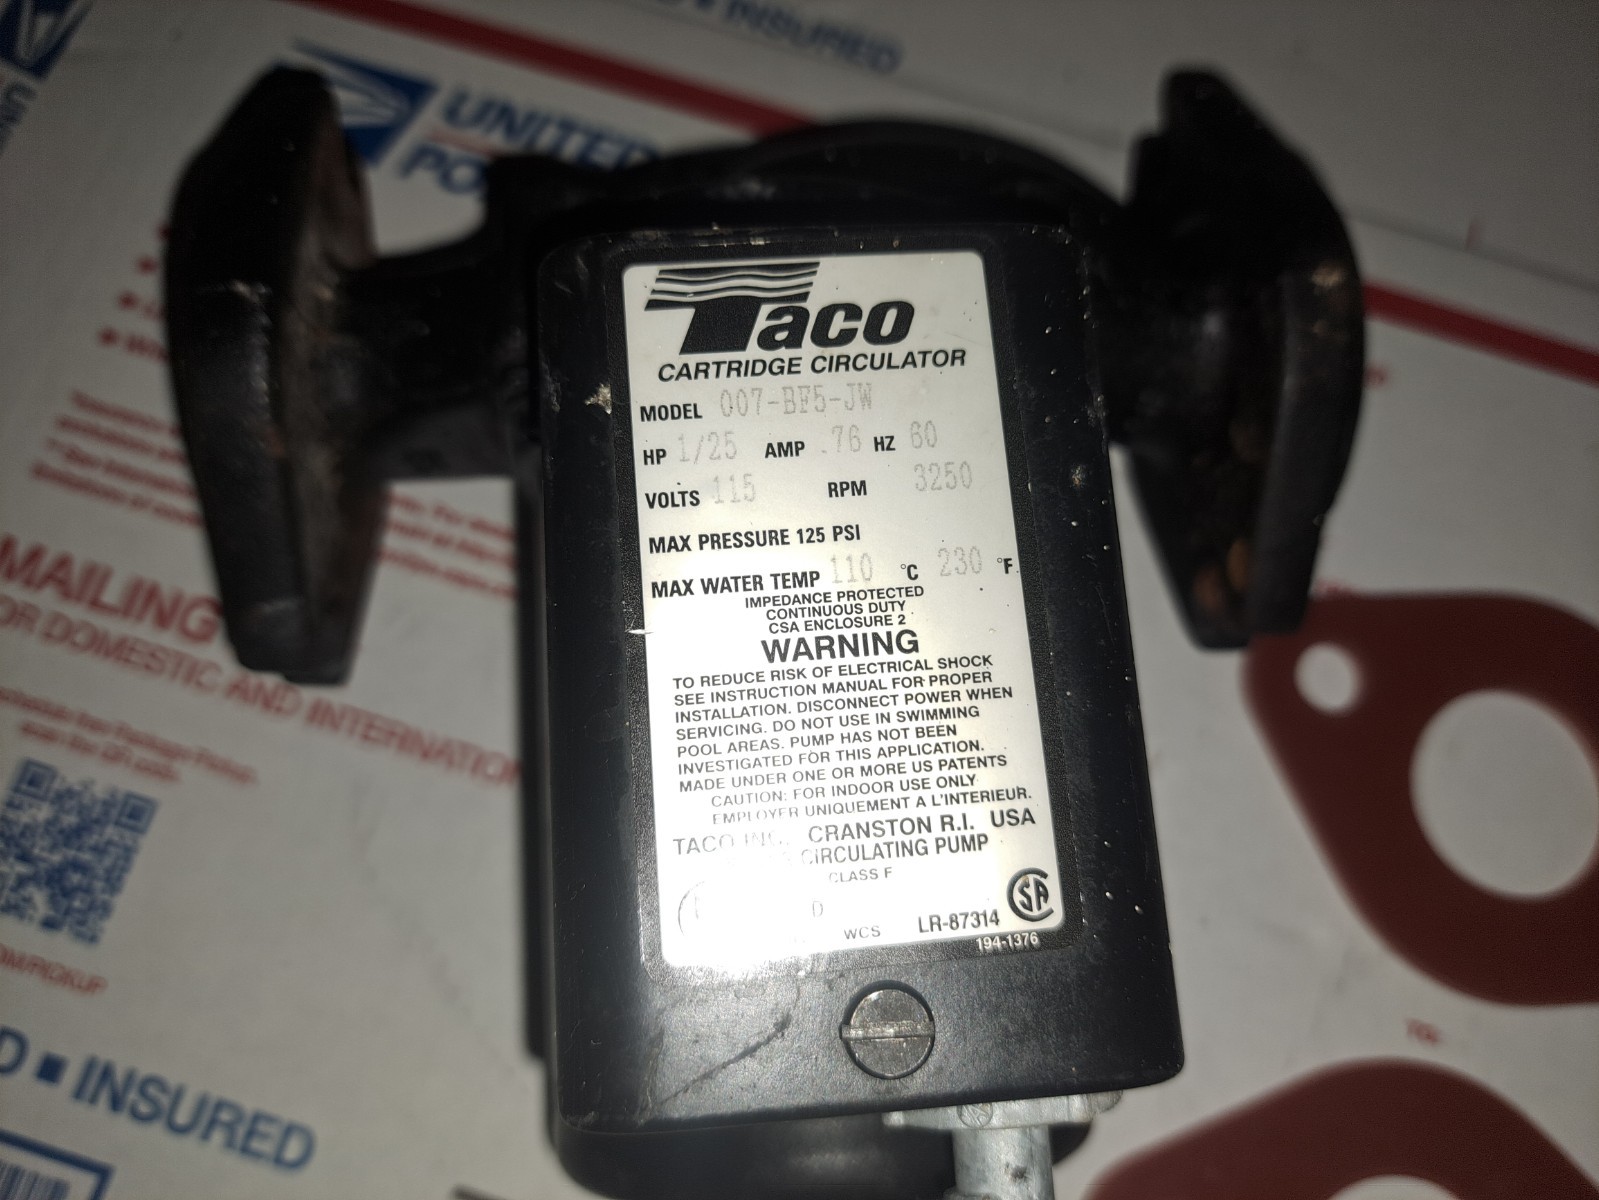 INSURED
UNITED
Taco
CARTRIDGE CIRCULATOR
MODEL 007-BF5-JW
HP 1/25 AMP .76 HZ 60
VOLTS 115 RPM 3250
MAX PRESSURE 125 PSI
MAX WATER TEMP 110 °C 230 °F
IMPEDANCE PROTECTED
CONTINUOUS DUTY
CSA ENCLOSURE 2
WARNING
TO REDUCE RISK OF ELECTRICAL SHOCK
SEE INSTRUCTION MANUAL FOR PROPER
INSTALLATION. DISCONNECT POWER WHEN
SERVICING. DO NOT USE IN SWIMMING
POOL AREAS. PUMP HAS NOT BEEN
INVESTIGATED FOR THIS APPLICATION.
MADE UNDER ONE OR MORE US PATENTS
CAUTION: FOR INDOOR USE ONLY
EMPLOYER UNIQUEMENT A L'INTERIEUR.
TACO INC., CRANSTON R.I. USA
CIRCULATING PUMP
CLASS F
D
WCS LR-87314
194-1376
MAILING
FOR DOMESTIC AND INTERNATION
D ▪ INSURED
TO: